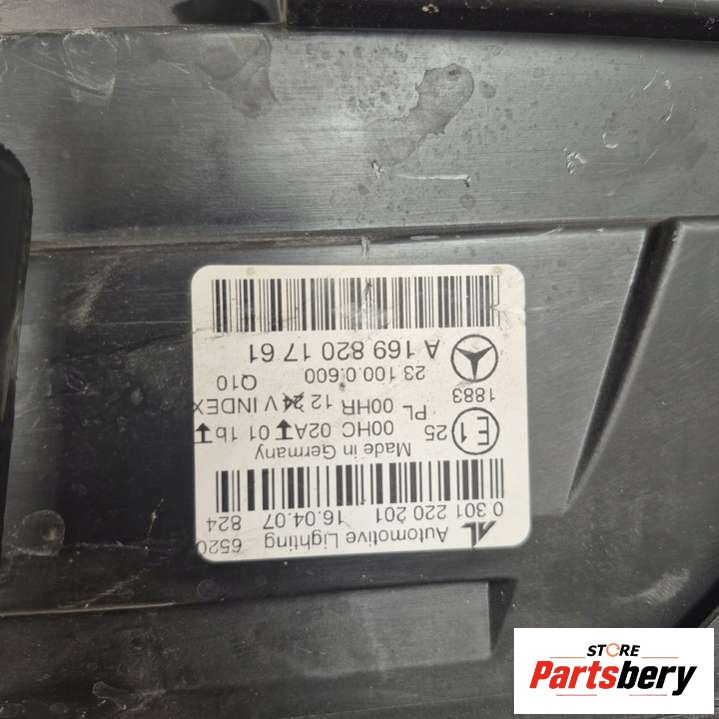 Automotive Lighting 6520
0 301 220 201 16.04.07 824
Made in Germany
E1 25 00HC 02A 01 1b
PL 00HR 12 24 V INDEX
1883 23.100.0.600 Q10
A 169 820 17 61
STORE
Partsbery